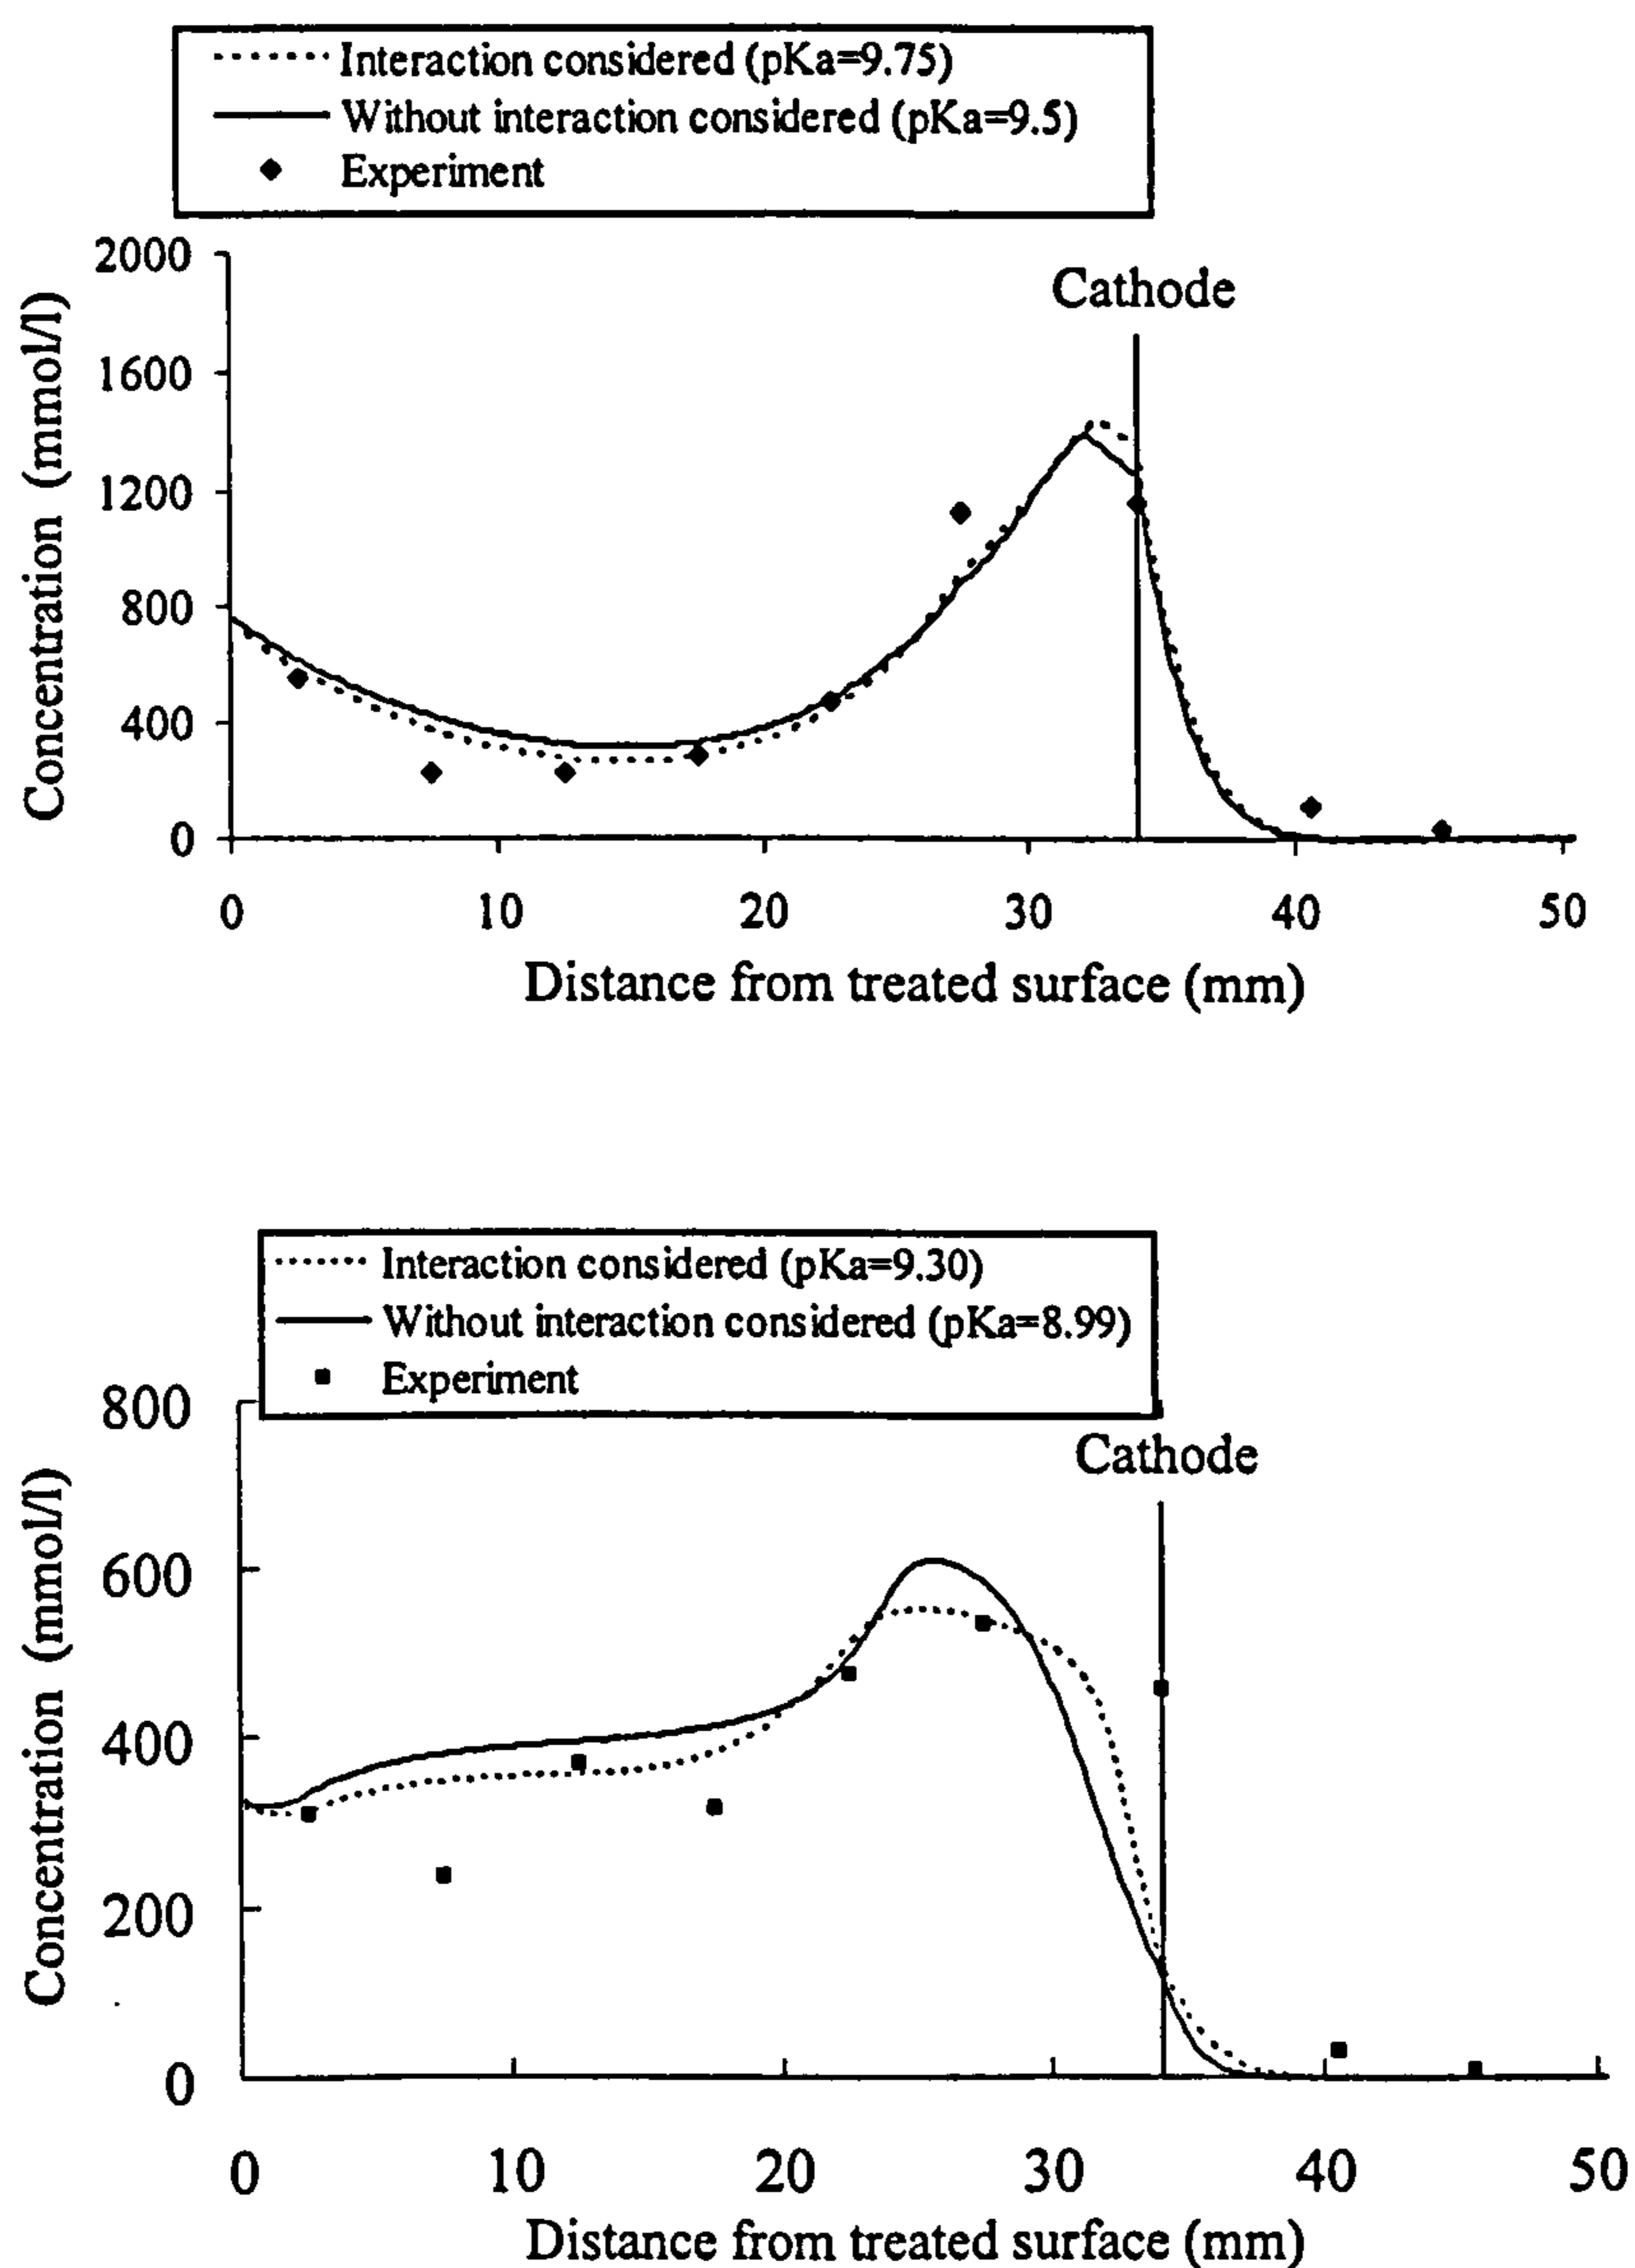 Interaction considered (pKa=9.75)
Without interaction considered (pKa=9.5)
Experiment
2000
1600
1200
800
400
0
Concentration (mmol/l)
Cathode
0 10 20 30 40 50
Distance from treated surface (mm)
Interaction considered (pKa=9.30)
Without interaction considered (pKa=8.99)
Experiment
800
600
400
200
0
Concentration (mmol/l)
Cathode
0 10 20 30 40 50
Distance from treated surface (mm)